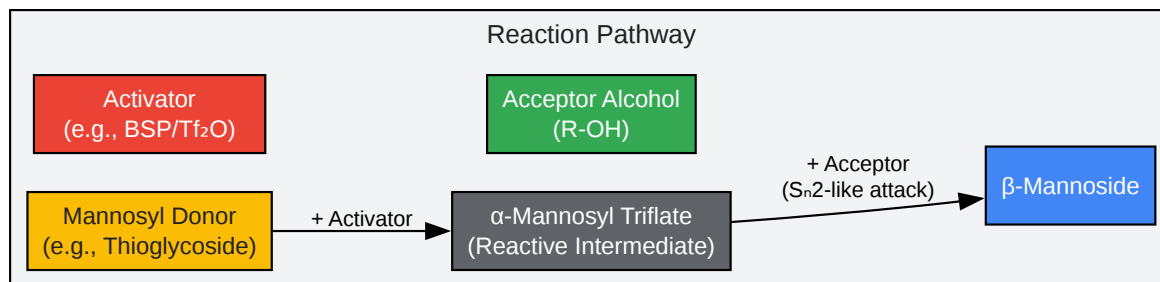 Reaction Pathway
Activator
(e.g., BSP/Tf₂O)
Acceptor Alcohol
(R-OH)
+ Acceptor
(Sₙ2-like attack)
β-Mannoside
Mannosyl Donor
(e.g., Thioglycoside)
+ Activator
α-Mannosyl Triflate
(Reactive Intermediate)